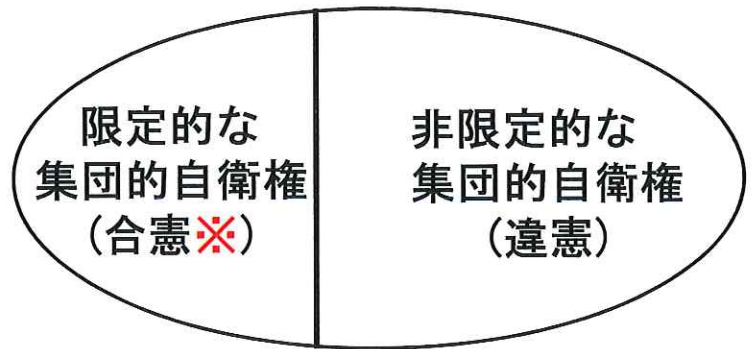 限定的な
集団的自衛権
(合憲※)
非限定的な
集団的自衛権
(違憲)